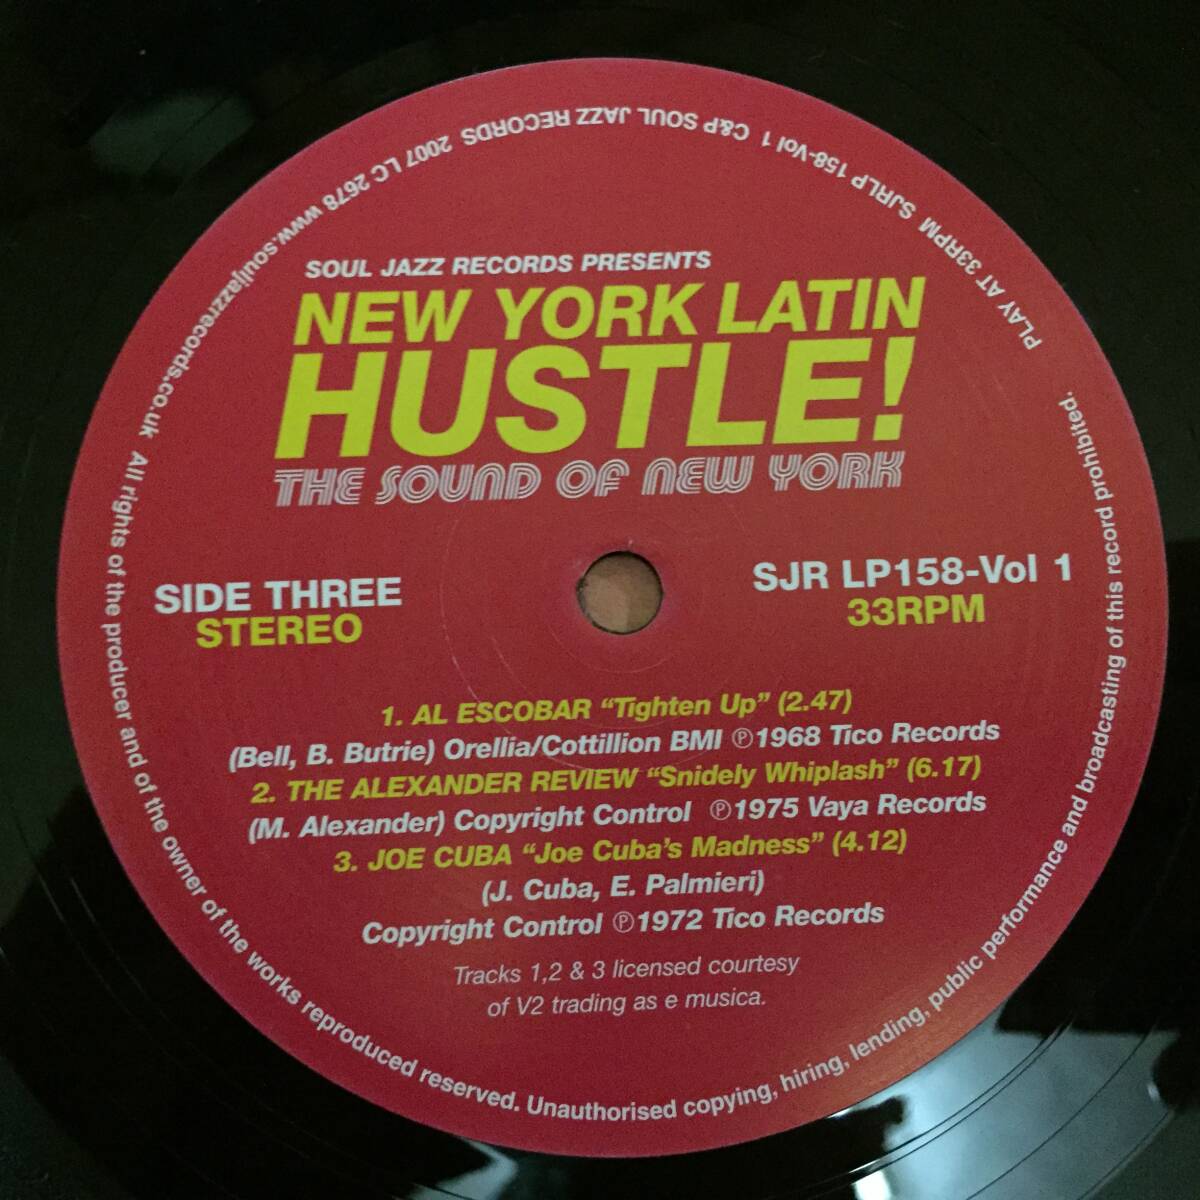 SOUL JAZZ RECORDS PRESENTS
NEW YORK LATIN
HUSTLE!
THE SOUND OF NEW YORK
SIDE THREE
STEREO
SJR LP158-Vol 1
33RPM
1. AL ESCOBAR “Tighten Up” (2.47)
(Bell, B. Butrie) Orellia/Cottillion BMI ℗1968 Tico Records
2. THE ALEXANDER REVIEW “Snidely Whiplash” (6.17)
(M. Alexander) Copyright Control ℗1975 Vaya Records
3. JOE CUBA “Joe Cuba's Madness” (4.12)
(J. Cuba, E. Palmieri)
Copyright Control ℗1972 Tico Records
Tracks 1,2 & 3 licensed courtesy
of V2 trading as e musica.
PLAY AT 33RPM SJRLP 158-Vol 1 C&P SOUL JAZZ RECORDS 2007 LC 2678 www.souljazzrecords.co.uk All rights of the producer and of the owner of the works reproduced reserved. Unauthorised copying, hiring, lending, public performance and broadcasting of this record prohibited.